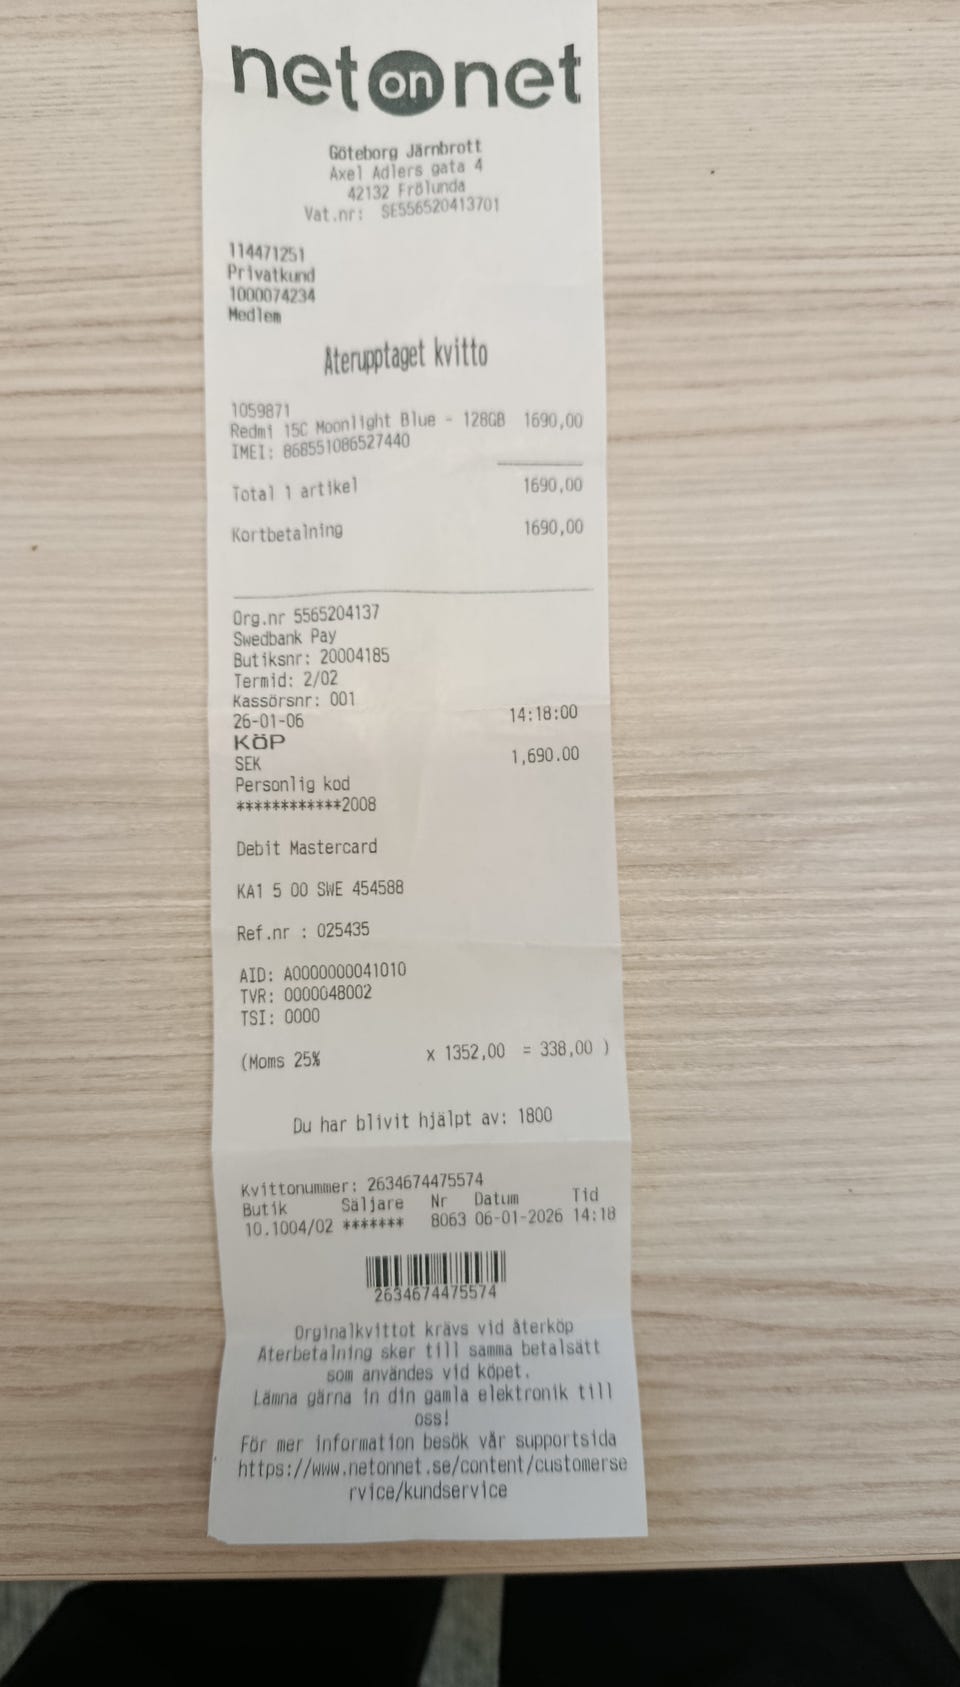 netonnet
Göteborg Järnbrott
Axel Adlers gata 4
42132 Frölunda
Vat.nr: SE556520413701
114471251
Privatkund
1000074234
Medlem
Återupptaget kvitto
1059871
Redmi 15C Moonlight Blue - 128GB 1690,00
IMEI: 868551086527440
Total 1 artikel 1690,00
Kortbetalning 1690,00
Org.nr 5565204137
Swedbank Pay
Butiksnr: 20004185
Termid: 2/02
Kassörsnr: 001
26-01-06 14:18:00
KÖP
SEK 1,690.00
Personlig kod
************2008
Debit Mastercard
KA1 5 00 SWE 454588
Ref.nr : 025435
AID: A0000000041010
TVR: 0000048002
TSI: 0000
(Moms 25% x 1352,00 = 338,00 )
Du har blivit hjälpt av: 1800
Kvittonummer: 2634674475574
Butik Säljare Nr Datum Tid
10.1004/02 ******* 8063 06-01-2026 14:18
2634674475574
Orginalkvittot krävs vid återköp
Återbetalning sker till samma betalsätt
som användes vid köpet.
Lämna gärna in din gamla elektronik till
oss!
För mer information besök vår supportsida
https://www.netonnet.se/content/customerse
rvice/kundservice